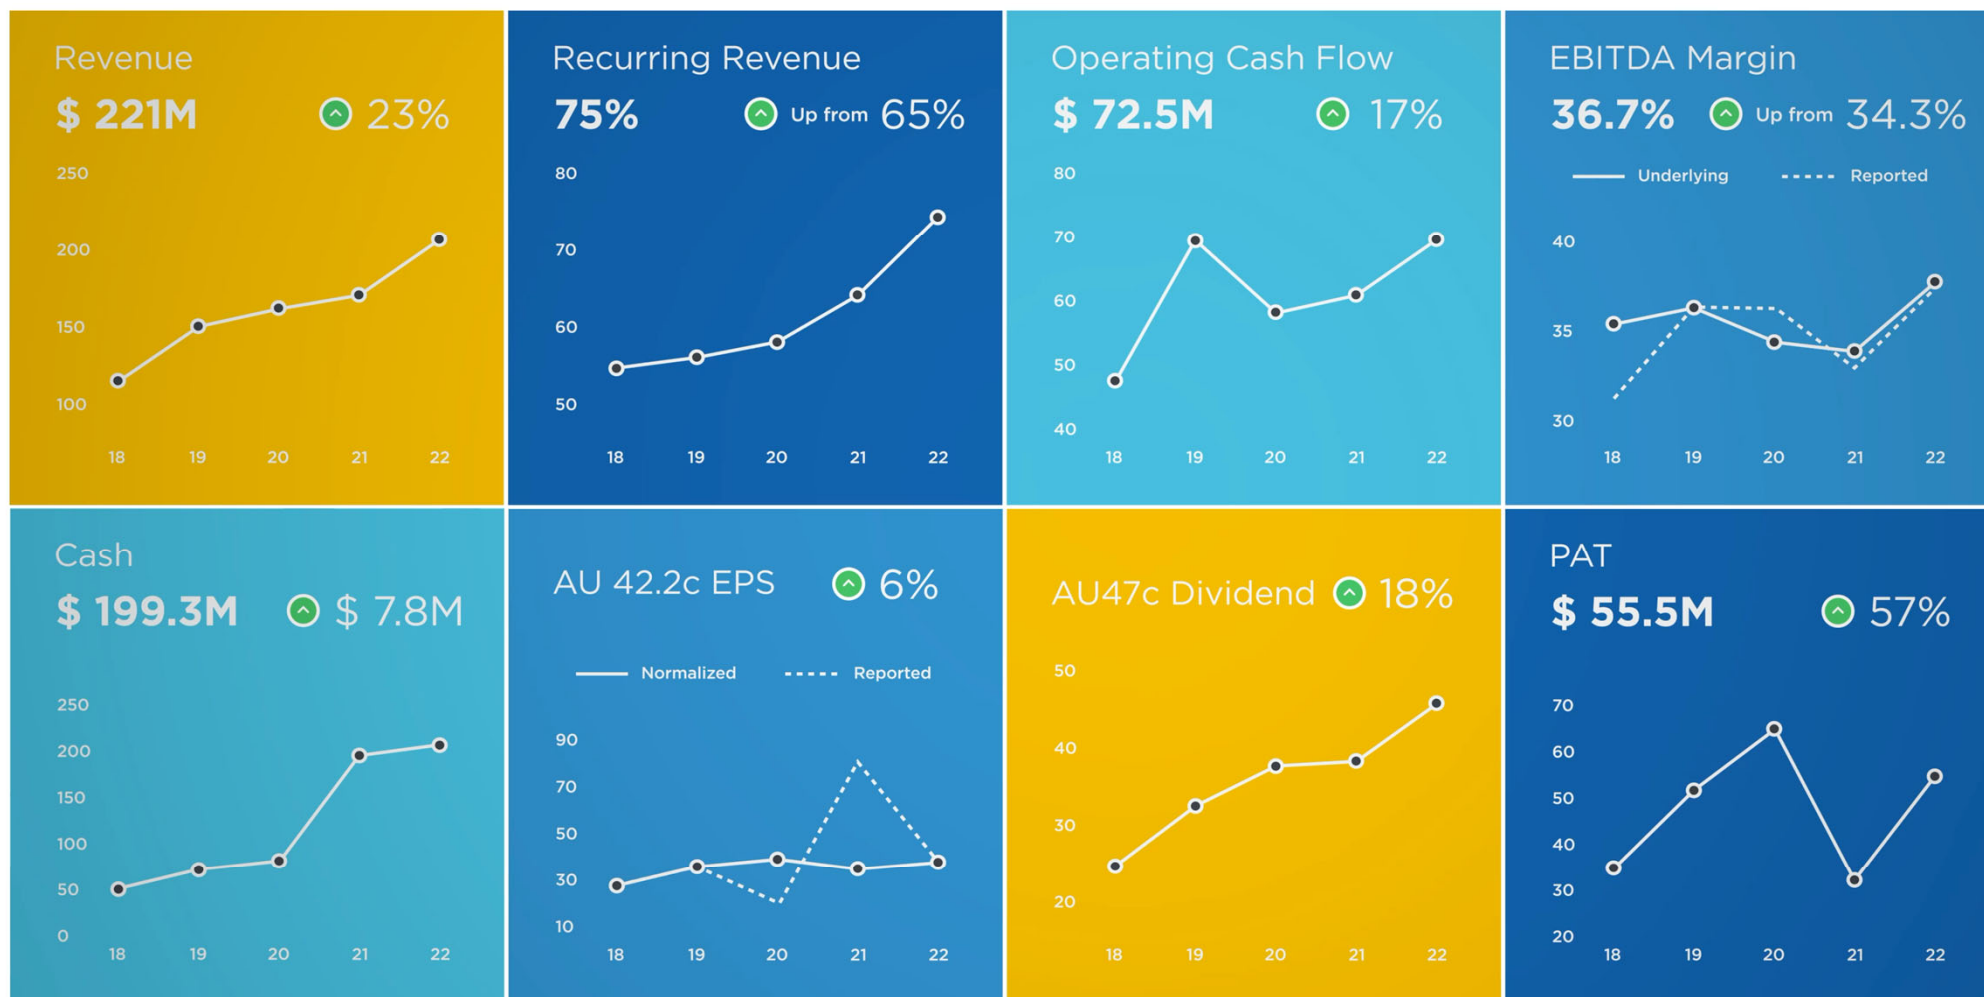 Revenue
$ 221M 23%
250
200
150
100
18 19 20 21 22
Recurring Revenue
75% Up from 65%
80
70
60
50
18 19 20 21 22
Operating Cash Flow
$ 72.5M 17%
80
70
60
50
40
18 19 20 21 22
EBITDA Margin
36.7% Up from 34.3%
Underlying Reported
40
35
30
18 19 20 21 22
Cash
$ 199.3M $ 7.8M
250
200
150
100
50
0
18 19 20 21 22
AU 42.2c EPS 6%
Normalized Reported
90
70
50
30
10
18 19 20 21 22
AU47c Dividend 18%
50
40
30
20
18 19 20 21 22
PAT
$ 55.5M 57%
70
60
50
40
30
20
18 19 20 21 22